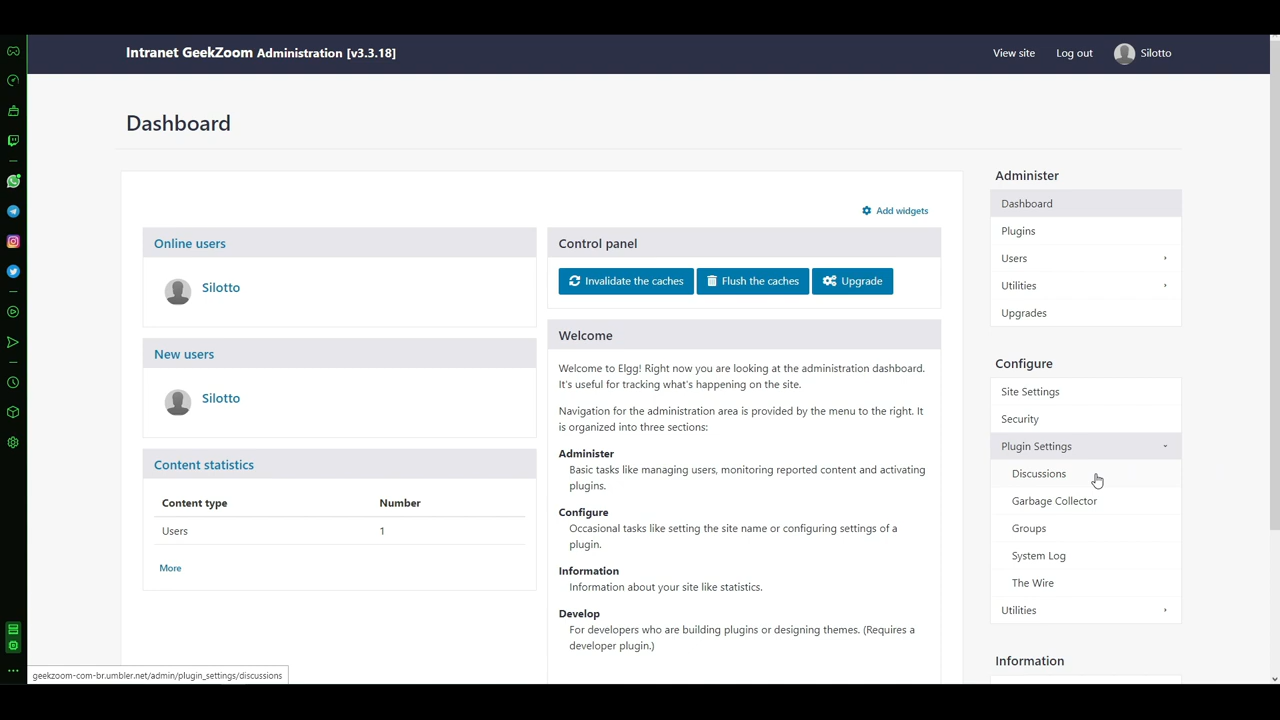 Intranet GeekZoom Administration [v3.3.18]
View site
Log out
Silotto
Dashboard
Add widgets
Online users
Silotto
New users
Silotto
Content statistics
Content type Number
Users 1
More
Control panel
Invalidate the caches
Flush the caches
Upgrade
Welcome
Welcome to Elgg! Right now you are looking at the administration dashboard.
It's useful for tracking what's happening on the site.
Navigation for the administration area is provided by the menu to the right. It
is organized into three sections:
Administer
Basic tasks like managing users, monitoring reported content and activating
plugins.
Configure
Occasional tasks like setting the site name or configuring settings of a
plugin.
Information
Information about your site like statistics.
Develop
For developers who are building plugins or designing themes. (Requires a
developer plugin.)
Administer
Dashboard
Plugins
Users
Utilities
Upgrades
Configure
Site Settings
Security
Plugin Settings
Discussions
Garbage Collector
Groups
System Log
The Wire
Utilities
Information
geekzoom-com-br.umbler.net/admin/plugin_settings/discussions